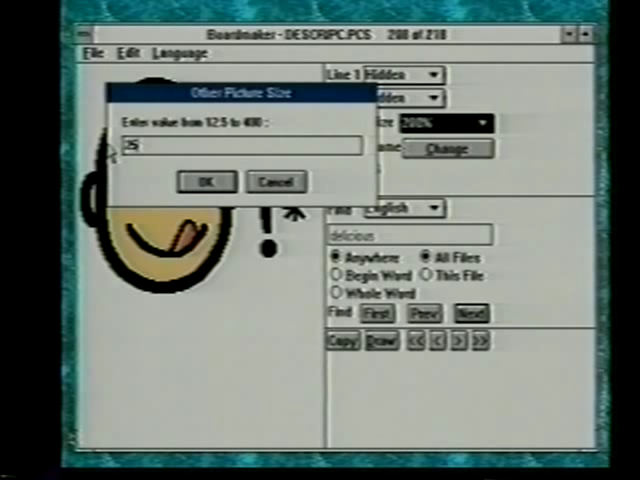 Boardmaker - DESCRIPC.PCS 208 of 218
File Edit Language
Line 1 Hidden
Other Picture Size
Enter value from 12.5 to 400 :
25
OK Cancel
200%
Change
English
delicious
Anywhere All Files
Begin Word This File
Whole Word
Find First Prev Next
Copy Draw << < > >>